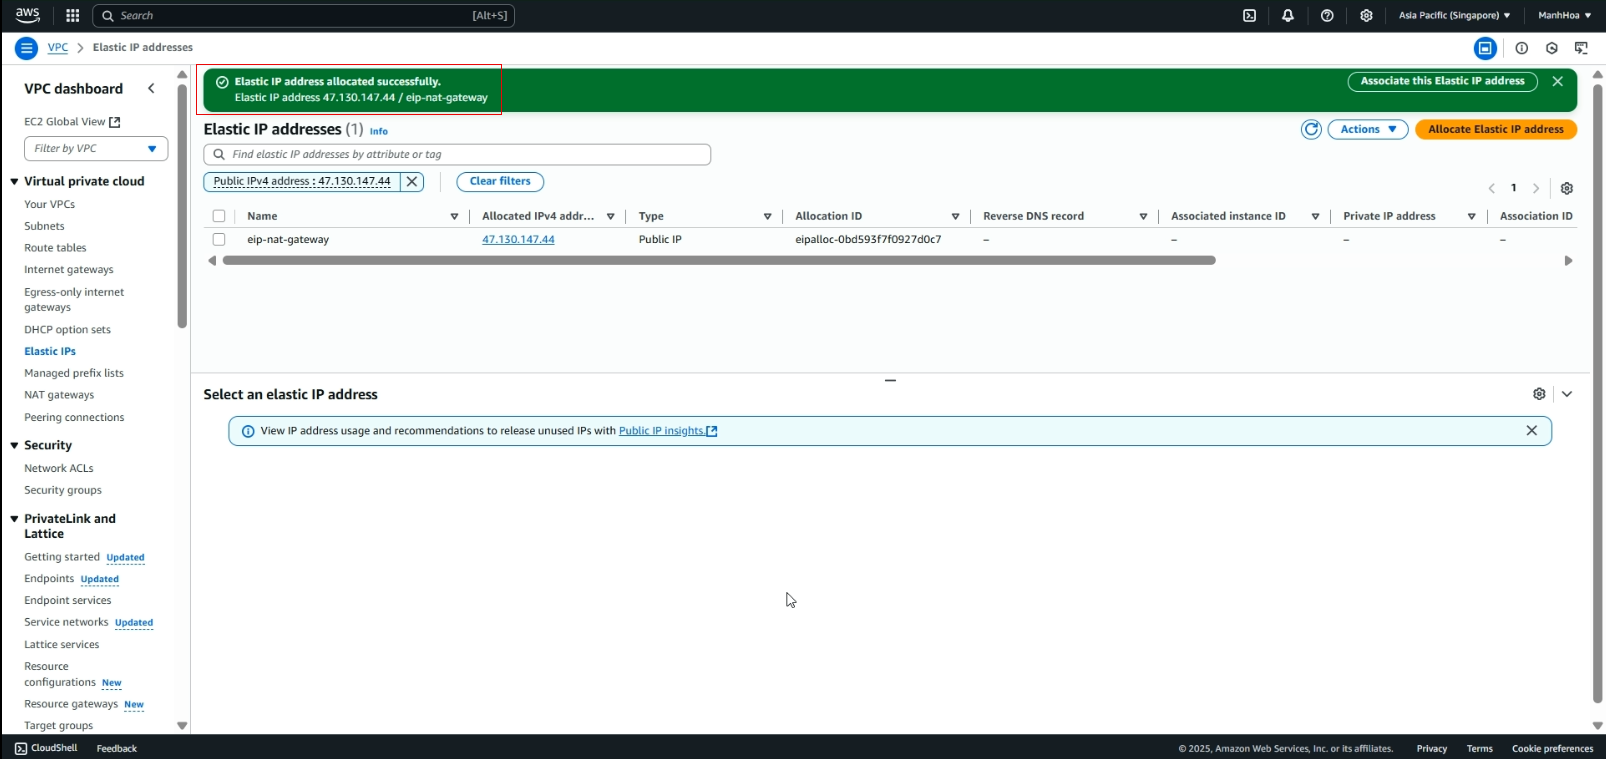 aws
Search [Alt+S]
Asia Pacific (Singapore) ManhHoa
VPC Elastic IP addresses
VPC dashboard
EC2 Global View
Filter by VPC
Virtual private cloud
Your VPCs
Subnets
Route tables
Internet gateways
Egress-only internet
gateways
DHCP option sets
Elastic IPs
Managed prefix lists
NAT gateways
Peering connections
Security
Network ACLs
Security groups
PrivateLink and
Lattice
Getting started Updated
Endpoints Updated
Endpoint services
Service networks Updated
Lattice services
Resource
configurations New
Resource gateways New
Target groups
Elastic IP address allocated successfully.
Elastic IP address 47.130.147.44 / eip-nat-gateway
Associate this Elastic IP address
Elastic IP addresses (1) Info
Actions Allocate Elastic IP address
Find elastic IP addresses by attribute or tag
Public IPv4 address : 47.130.147.44 Clear filters
1
Name Allocated IPv4 addr... Type Allocation ID Reverse DNS record Associated instance ID Private IP address Association ID
eip-nat-gateway 47.130.147.44 Public IP eipalloc-0bd593f7f0927d0c7 – – – –
Select an elastic IP address
View IP address usage and recommendations to release unused IPs with Public IP insights.
CloudShell Feedback © 2025, Amazon Web Services, Inc. or its affiliates. Privacy Terms Cookie preferences